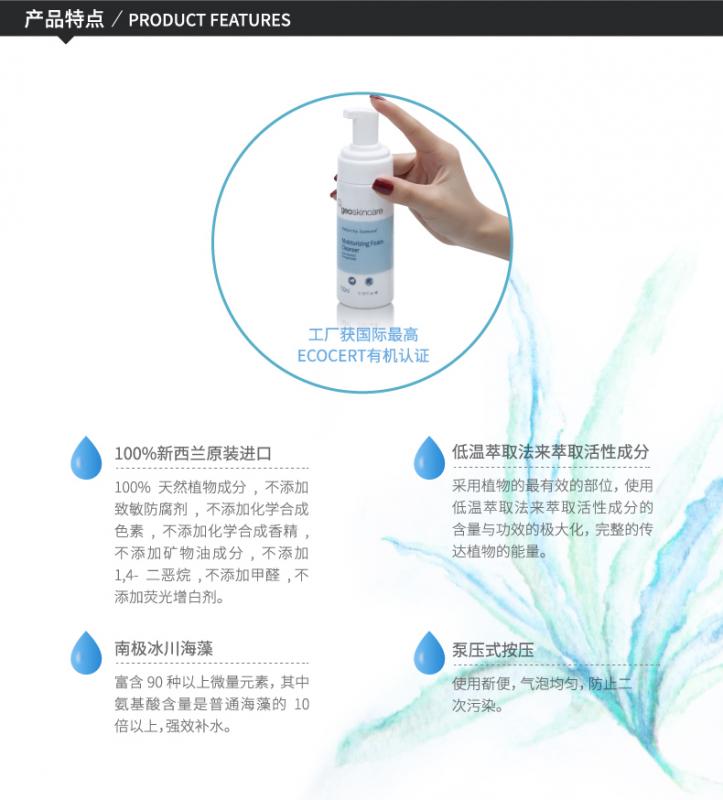 产品特点 / PRODUCT FEATURES
geoskincare
Moisturizing Foam
Cleanser
工厂获国际最高
ECOCERT有机认证
100%新西兰原装进口
100% 天然植物成分 , 不添加
致敏防腐剂 , 不添加化学合成
色素 , 不添加化学合成香精 ,
不添加矿物油成分 , 不添加
1,4- 二恶烷 ,不添加甲醛 ,不
添加荧光增白剂。
低温萃取法来萃取活性成分
采用植物的最有效的部位，使用
低温萃取法来萃取活性成分的
含量与功效的极大化，完整的传
达植物的能量。
南极冰川海藻
富含 90 种以上微量元素，其中
氨基酸含量是普通海藻的 10
倍以上,强效补水。
泵压式按压
使用斱便，气泡均匀，防止二
次污染。